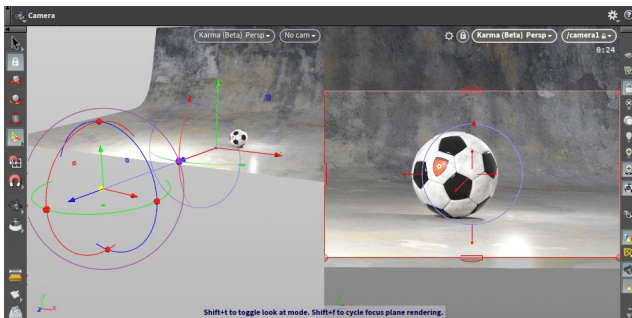 Camera
Karma (Beta) Persp
No cam
Karma (Beta) Persp
/camera1
0:24
Shift+t to toggle look at mode. Shift+f to cycle focus plane rendering.
y
z
x